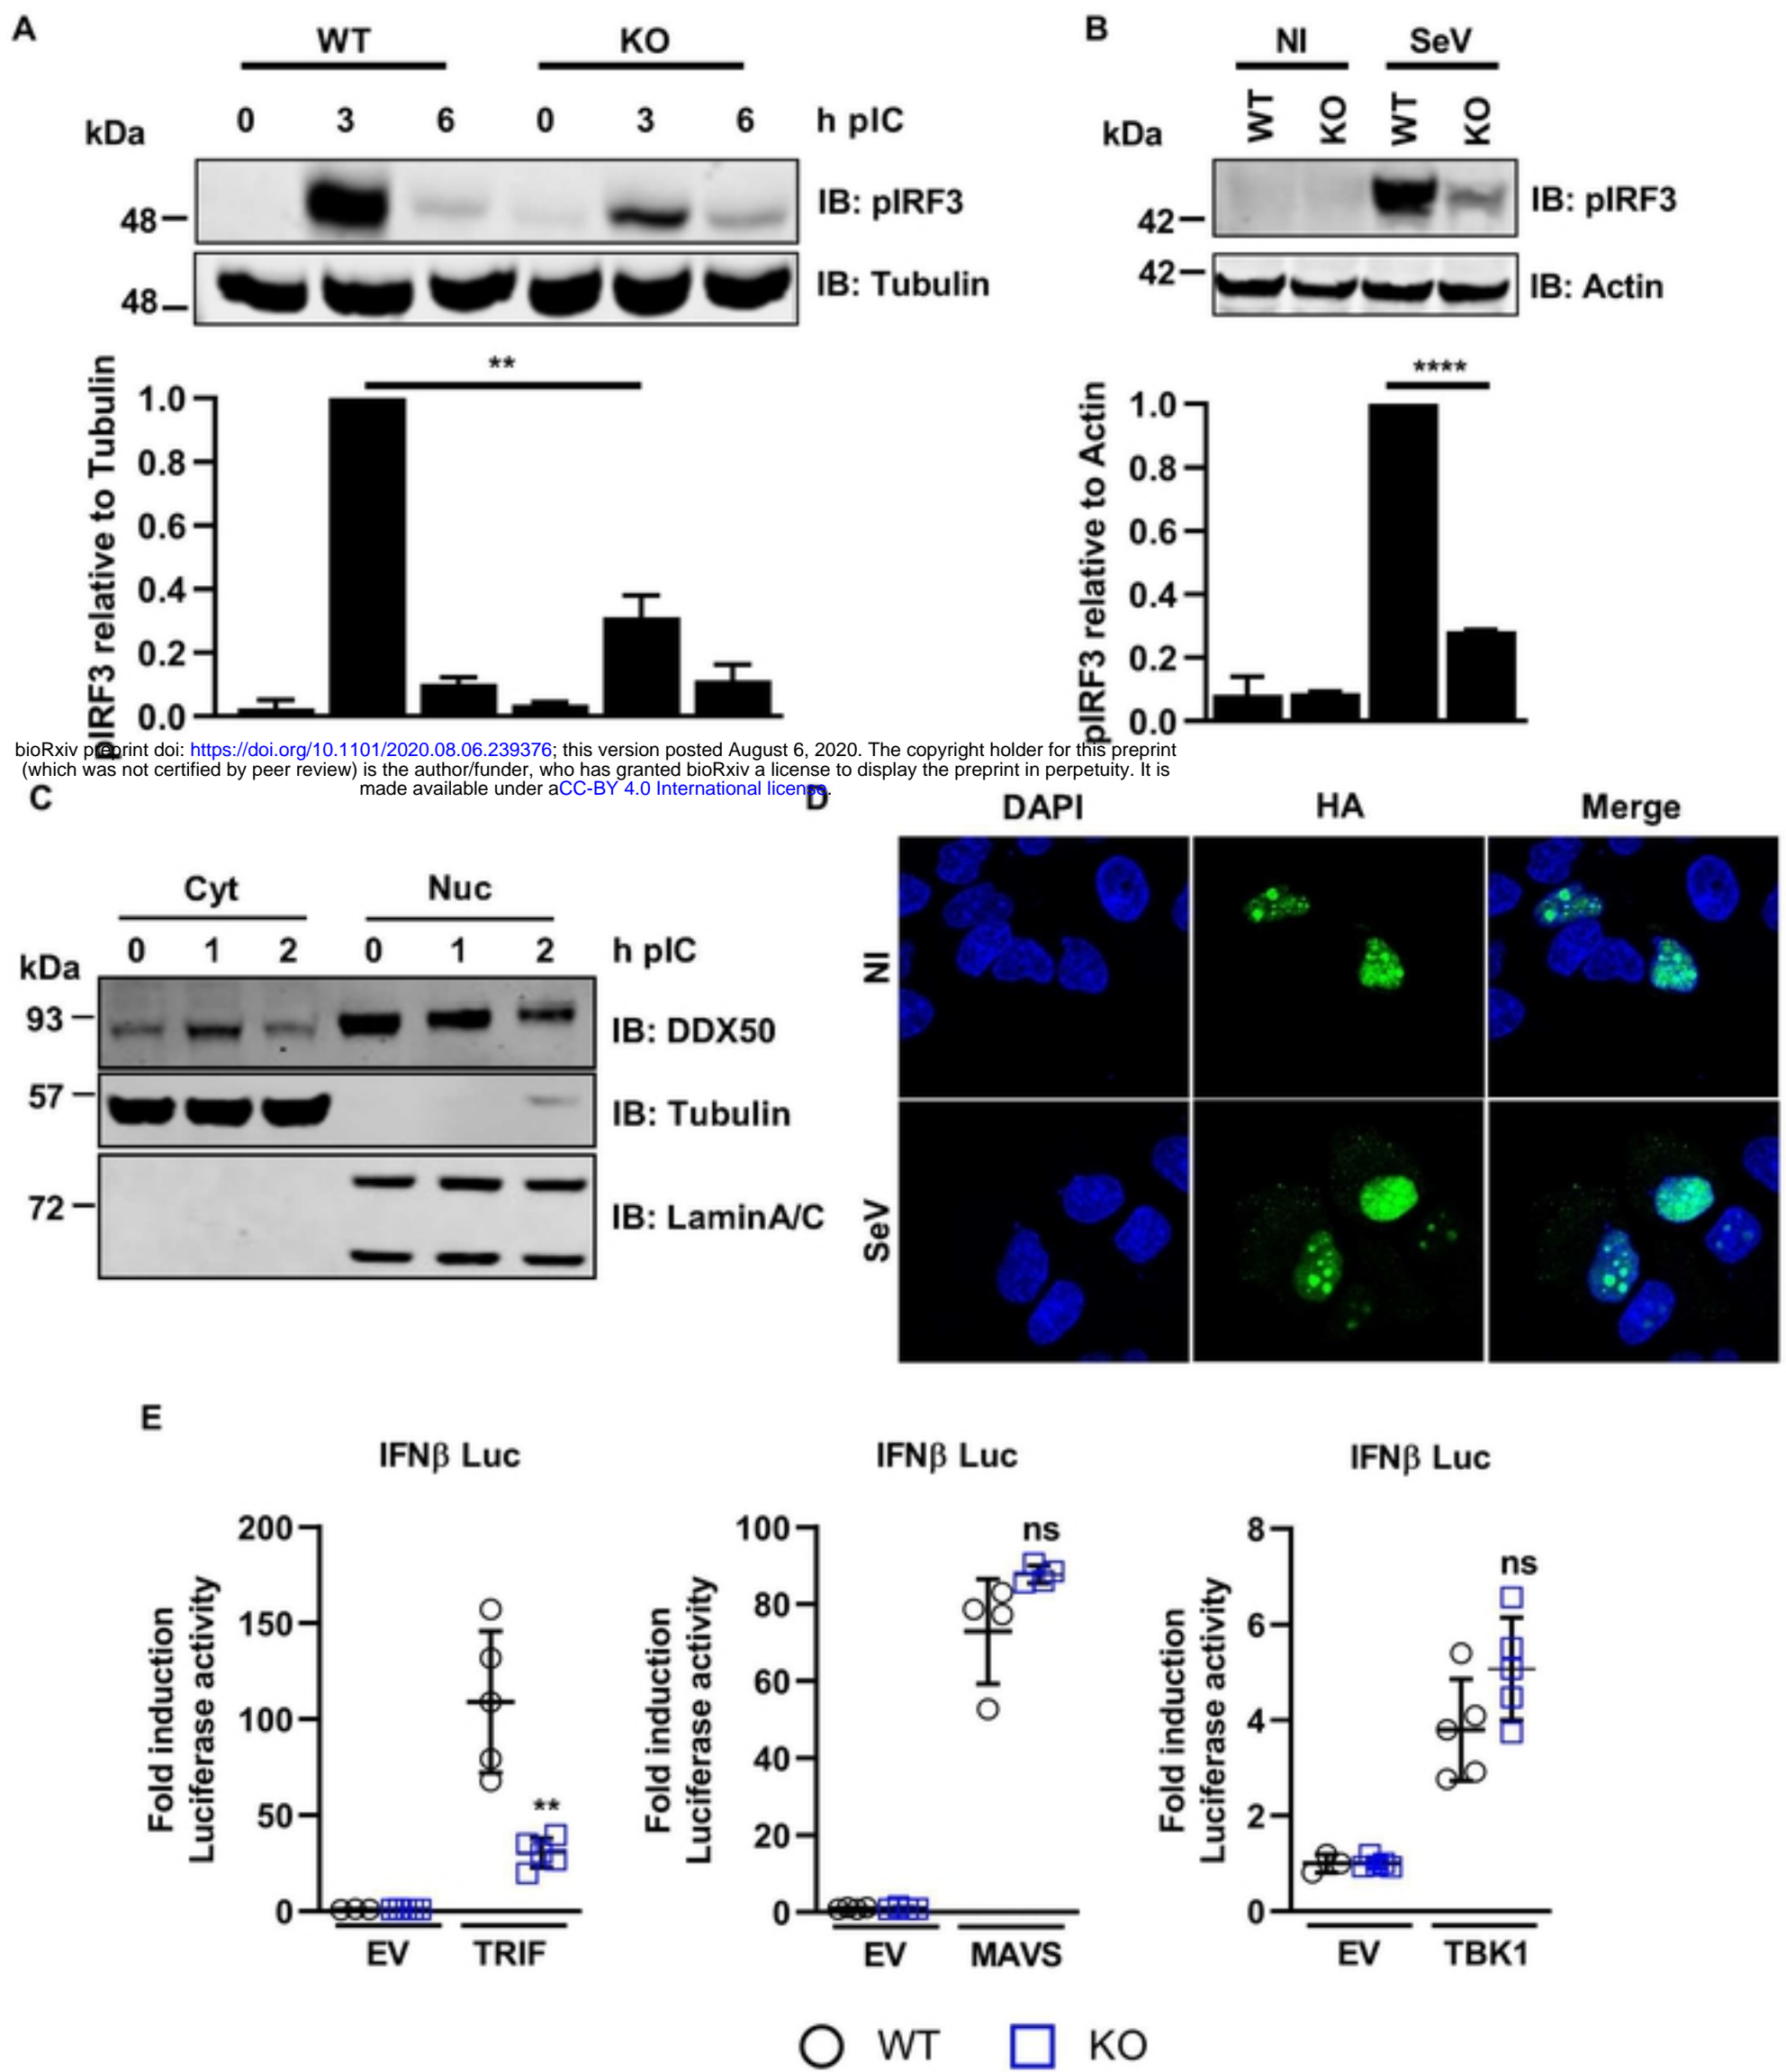 A
WT KO
kDa 0 3 6 0 3 6 h pIC
48 IB: pIRF3
48 IB: Tubulin
**
pIRF3 relative to Tubulin
1.0
0.8
0.6
0.4
0.2
0.0
B
NI SeV
kDa WT KO WT KO
42 IB: pIRF3
42 IB: Actin
****
pIRF3 relative to Actin
1.0
0.8
0.6
0.4
0.2
0.0
bioRxiv preprint doi: https://doi.org/10.1101/2020.08.06.239376; this version posted August 6, 2020. The copyright holder for this preprint
(which was not certified by peer review) is the author/funder, who has granted bioRxiv a license to display the preprint in perpetuity. It is
made available under aCC-BY 4.0 International license.
C
Cyt Nuc
kDa 0 1 2 0 1 2 h pIC
93 IB: DDX50
57 IB: Tubulin
72 IB: LaminA/C
D
DAPI HA Merge
NI
SeV
E
IFNβ Luc
Fold induction
Luciferase activity
200
150
100
50
0
**
EV TRIF
IFNβ Luc
Fold induction
Luciferase activity
100
80
60
40
20
0
ns
EV MAVS
IFNβ Luc
Fold induction
Luciferase activity
8
6
4
2
0
ns
EV TBK1
WT KO